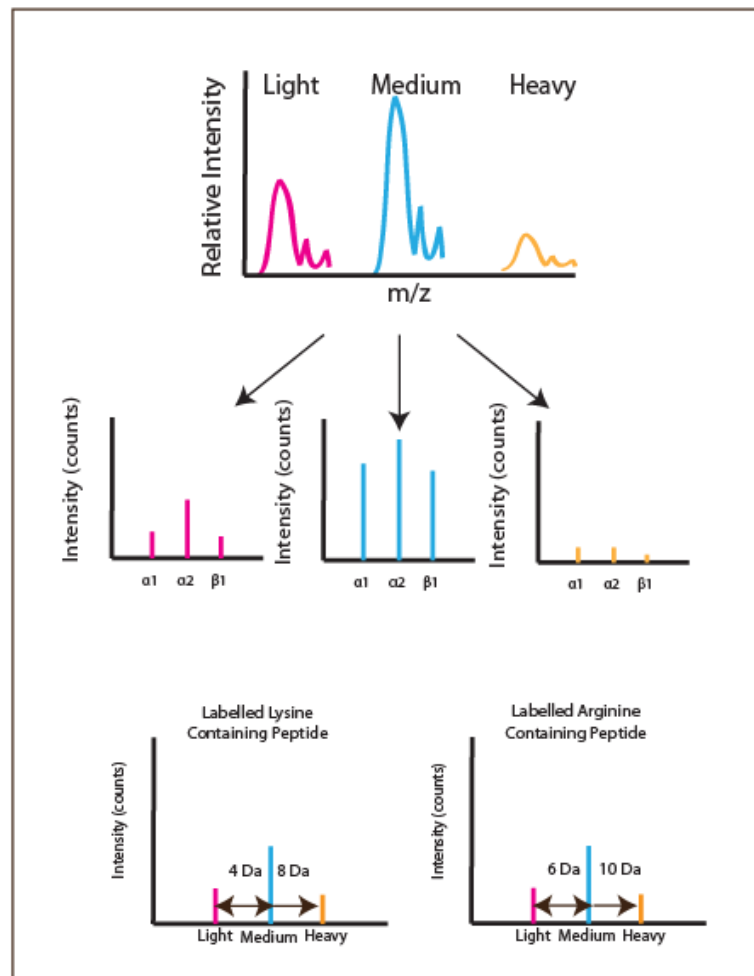 Light Medium Heavy
Relative Intensity
m/z
Intensity (counts)
α1 α2 β1
Intensity (counts)
α1 α2 β1
Intensity (counts)
α1 α2 β1
Labelled Lysine
Containing Peptide
Intensity (counts)
4 Da 8 Da
Light Medium Heavy
Labelled Arginine
Containing Peptide
Intensity (counts)
6 Da 10 Da
Light Medium Heavy